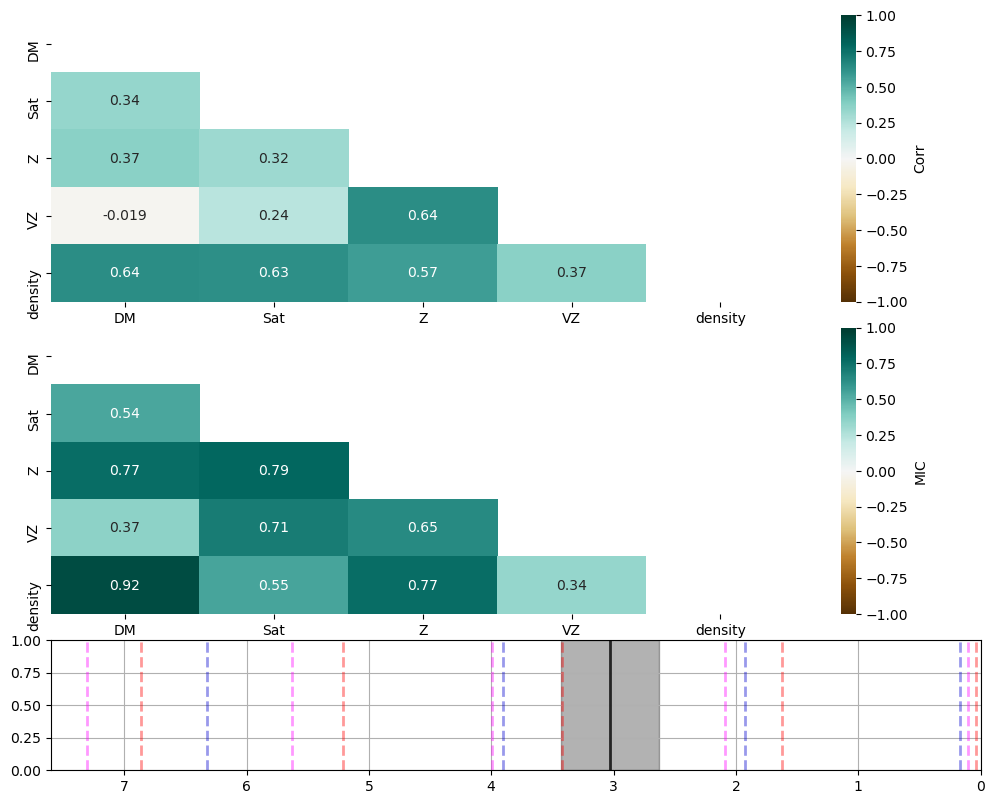 DM
Sat
Z
VZ
density
0.34
0.37 0.32
-0.019 0.24 0.64
0.64 0.63 0.57 0.37
DM Sat Z VZ density
1.00
0.75
0.50
0.25
0.00
−0.25
−0.50
−0.75
−1.00
Corr
DM
Sat
Z
VZ
density
0.54
0.77 0.79
0.37 0.71 0.65
0.92 0.55 0.77 0.34
DM Sat Z VZ density
1.00
0.75
0.50
0.25
0.00
−0.25
−0.50
−0.75
−1.00
MIC
1.00
0.75
0.50
0.25
0.00
7 6 5 4 3 2 1 0